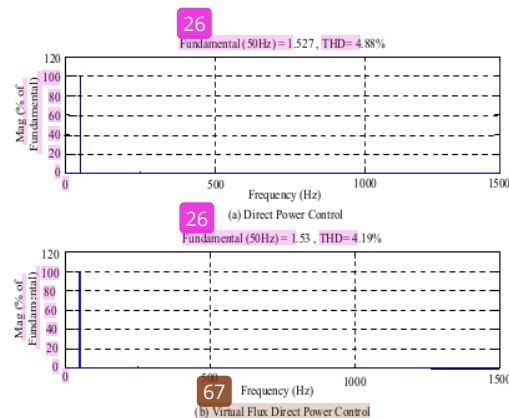 26
Fundamental (50Hz) = 1.527 , THD= 4.88%
120
100
80
60
40
20
0
Mag (% of
Fundamental)
0 500 1000 1500
Frequency (Hz)
(a) Direct Power Control
26
Fundamental (50Hz) = 1.53 , THD= 4.19%
120
100
80
60
40
20
0
Mag (% of
Fundamental)
0 500 1000 1500
67
Frequency (Hz)
(b) Virtual Flux Direct Power Control